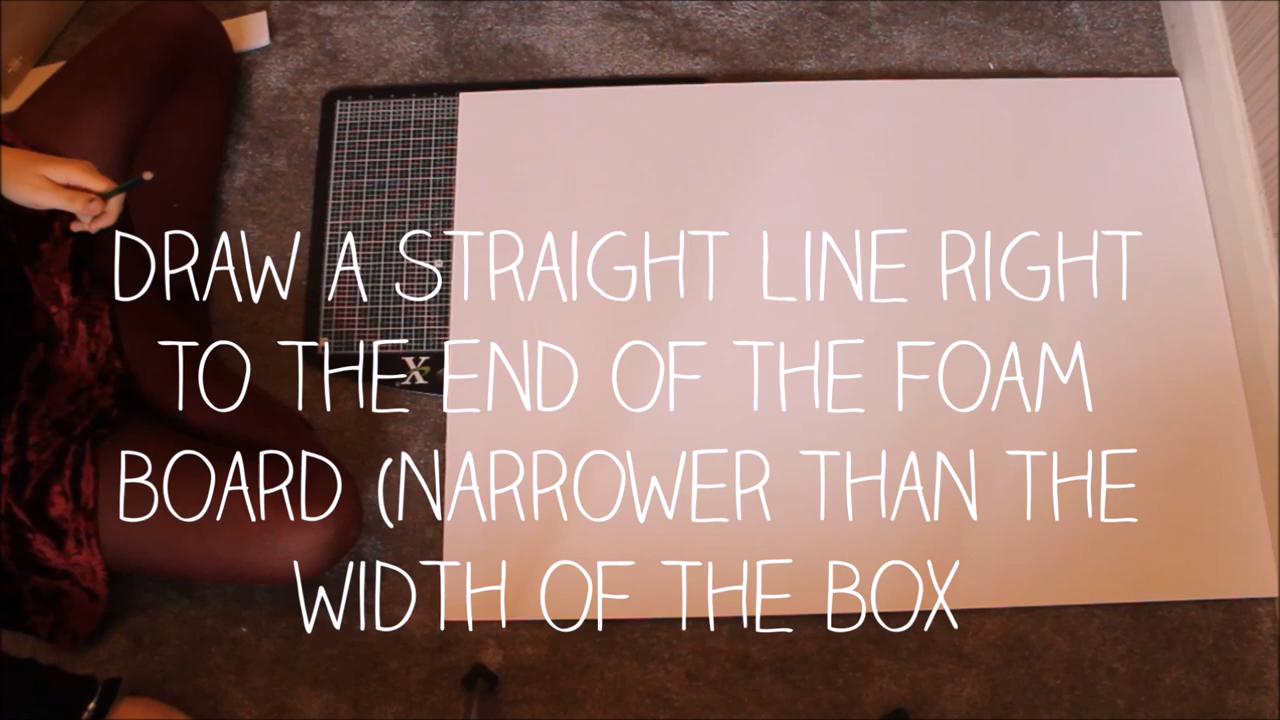 DRAW A STRAIGHT LINE RIGHT
TO THE END OF THE FOAM
BOARD (NARROWER THAN THE
WIDTH OF THE BOX
X